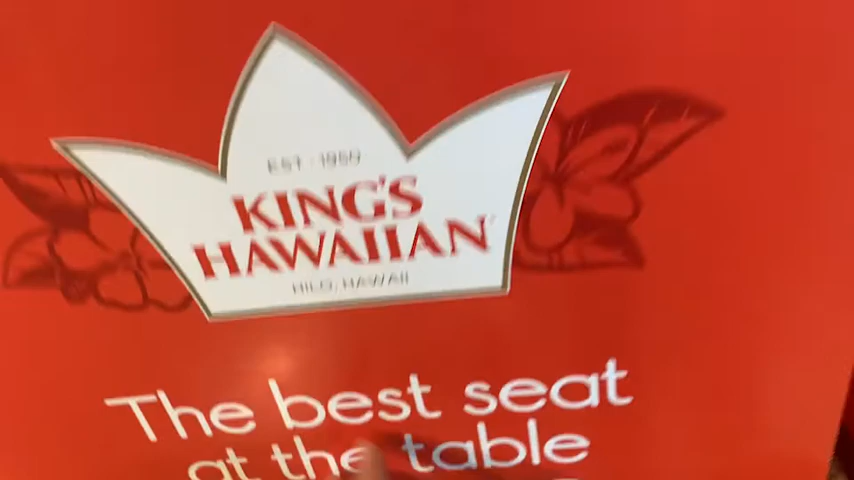 EST · 1950
KING'S
HAWAIIAN
HILO, HAWAII
The best seat
at the table